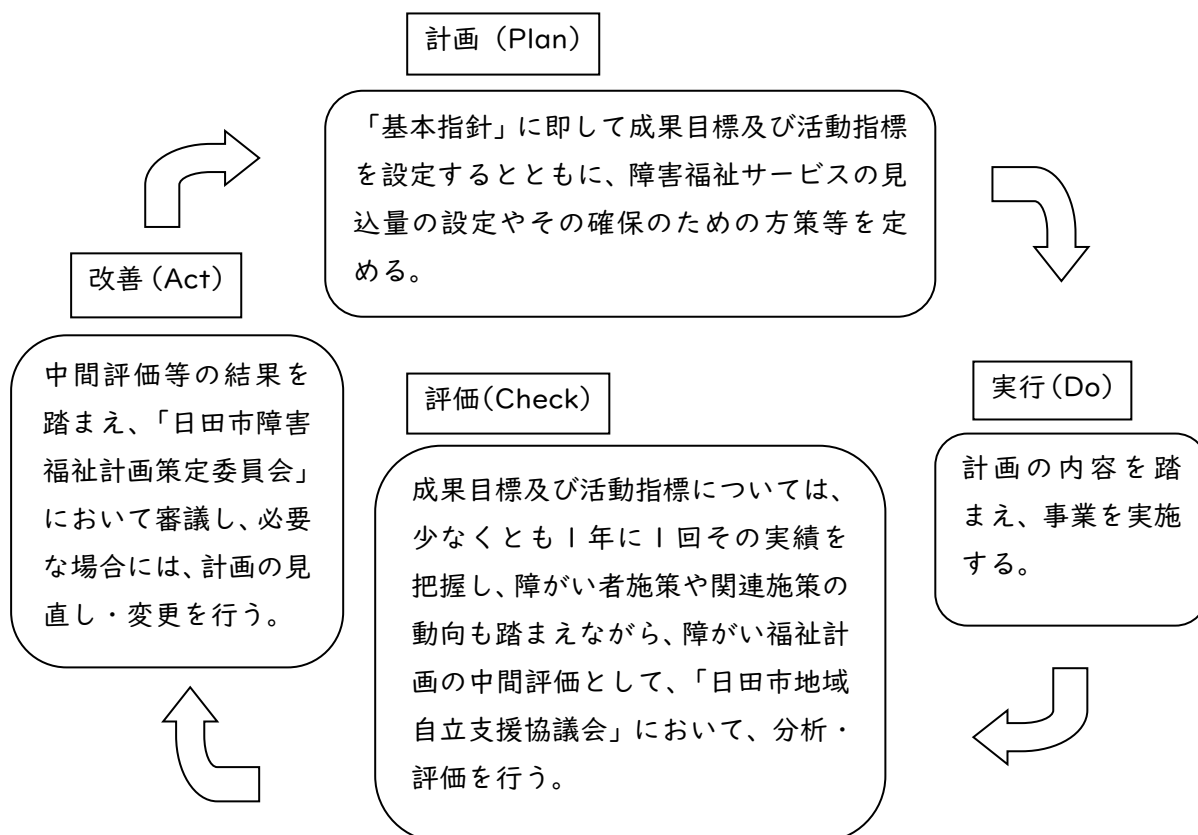 計画（Plan）
「基本指針」に即して成果目標及び活動指標
を設定するとともに、障害福祉サービスの見
込量の設定やその確保のための方策等を定
める。
改善（Act）
中間評価等の結果を
踏まえ、「日田市障害
福祉計画策定委員会」
において審議し、必要
な場合には、計画の見
直し・変更を行う。
評価（Check）
成果目標及び活動指標については、
少なくとも１年に１回その実績を
把握し、障がい者施策や関連施策の
動向も踏まえながら、障がい福祉計
画の中間評価として、「日田市地域
自立支援協議会」において、分析・
評価を行う。
実行（Do）
計画の内容を踏
まえ、事業を実施
する。